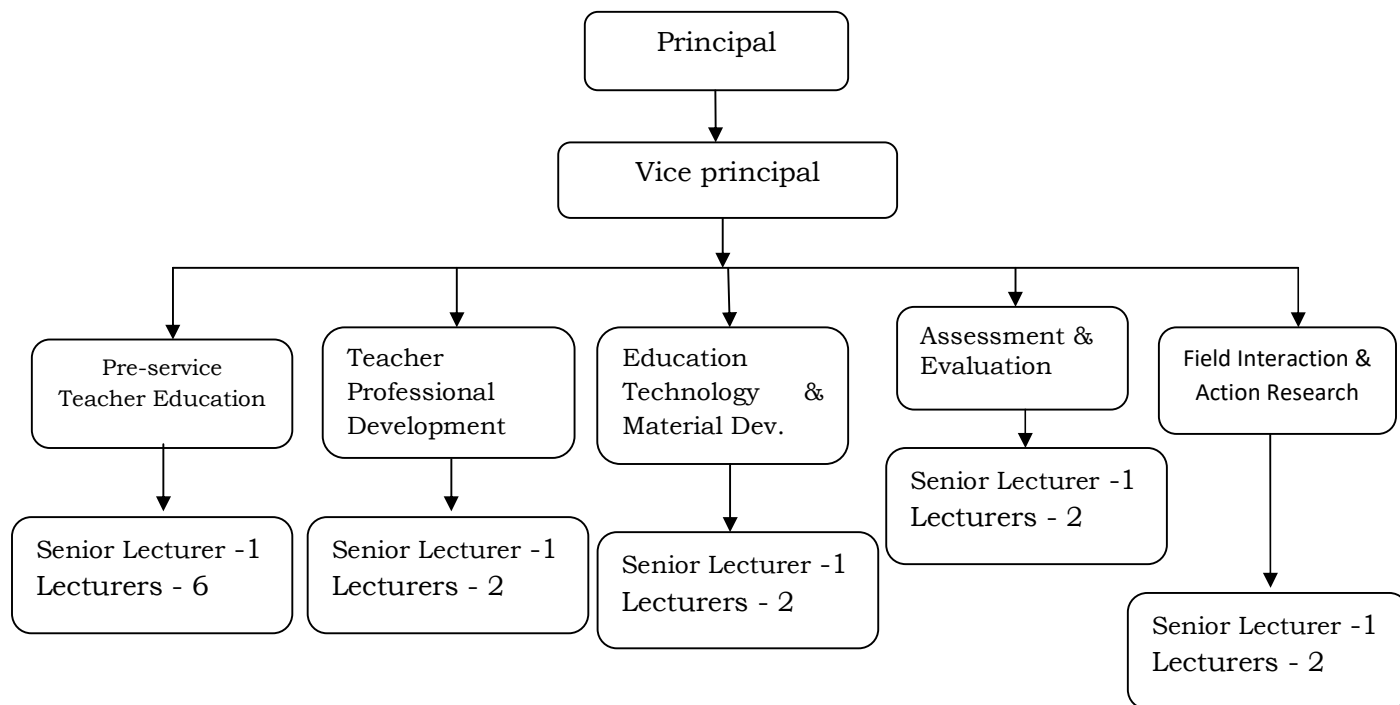 Principal
Vice principal
Pre-service
Teacher Education
Teacher
Professional
Development
Education
Technology &
Material Dev.
Assessment &
Evaluation
Field Interaction &
Action Research
Senior Lecturer -1
Lecturers - 6
Senior Lecturer -1
Lecturers - 2
Senior Lecturer -1
Lecturers - 2
Senior Lecturer -1
Lecturers - 2
Senior Lecturer -1
Lecturers - 2